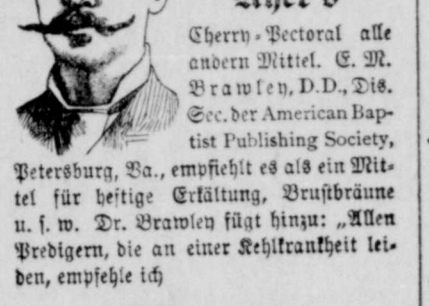 Ayer's
Cherry-Pectoral alle
andern Mittel. E. M.
Brawley, D.D., Dis.
Sec. der American Bap-
tist Publishing Society,
Petersburg, Va., empfiehlt es als ein Mit-
tel für heftige Erkältung, Brustbräune
u. s. w. Dr. Brawley fügt hinzu: „Allen
Predigern, die an einer Kehlkrankheit lei-
den, empfehle ich